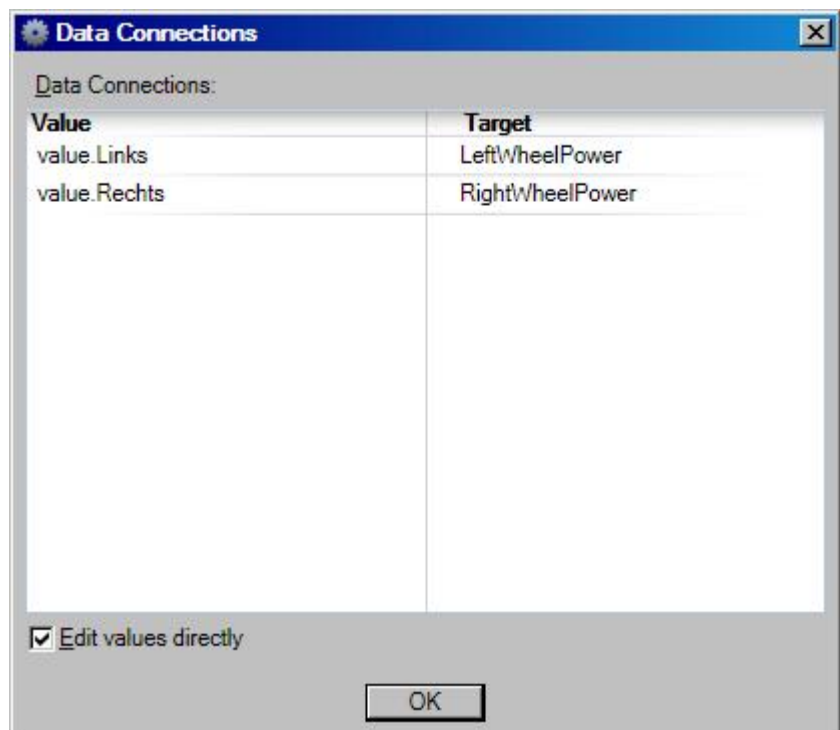 Data Connections
Data Connections:
Value Target
value.Links LeftWheelPower
value.Rechts RightWheelPower
Edit values directly
OK